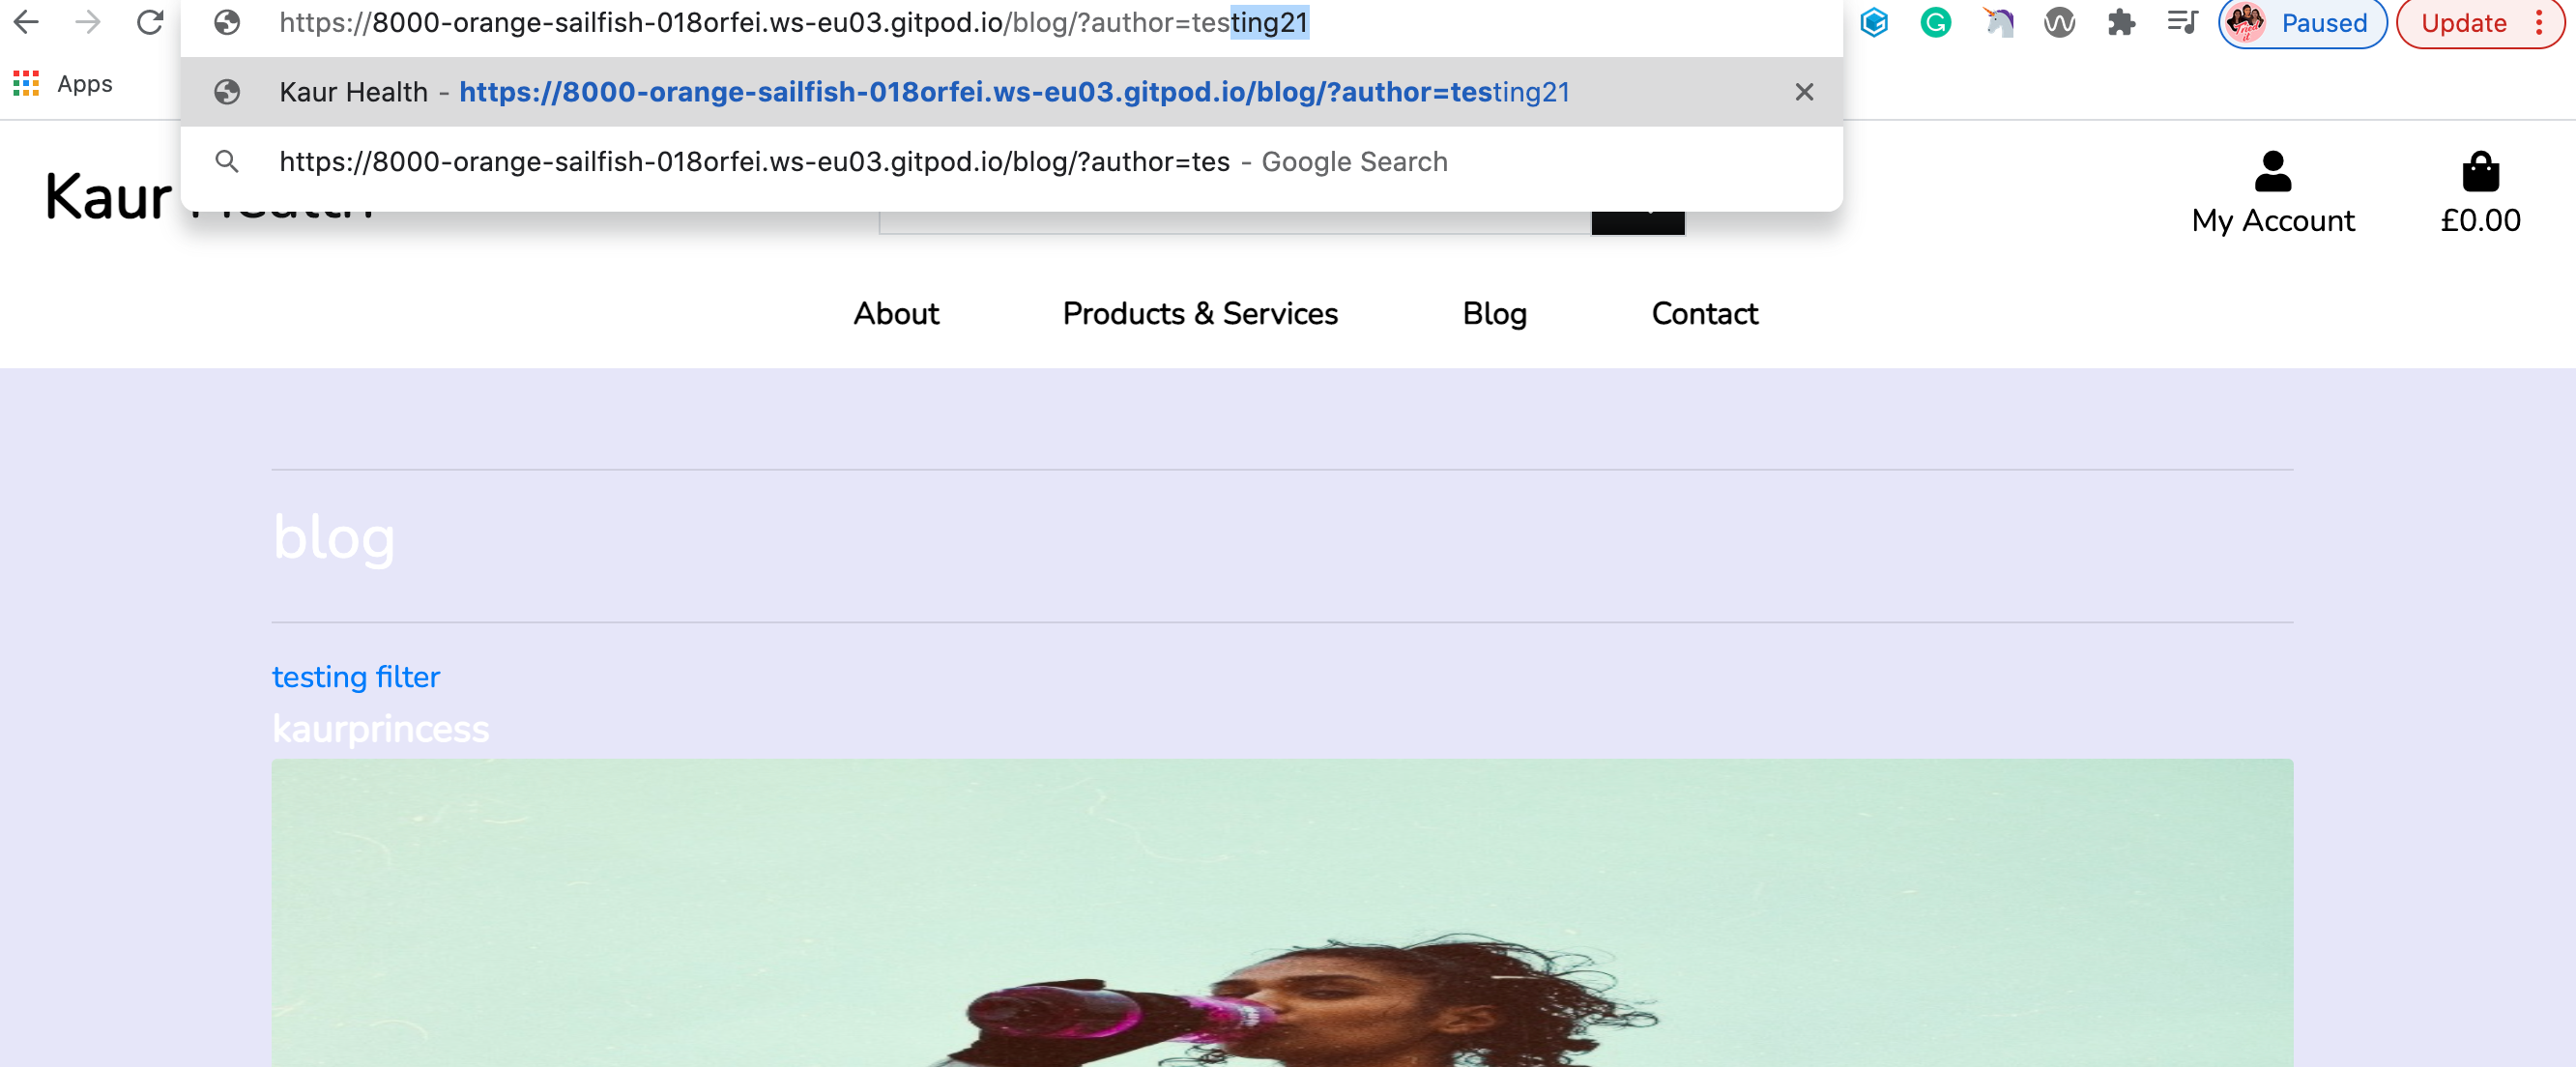 https://8000-orange-sailfish-018orfei.ws-eu03.gitpod.io/blog/?author=testing21
Paused
Update
Apps
Kaur Health - https://8000-orange-sailfish-018orfei.ws-eu03.gitpod.io/blog/?author=testing21
https://8000-orange-sailfish-018orfei.ws-eu03.gitpod.io/blog/?author=tes - Google Search
Kaur Health
My Account
£0.00
About
Products & Services
Blog
Contact
blog
testing filter
kaurprincess